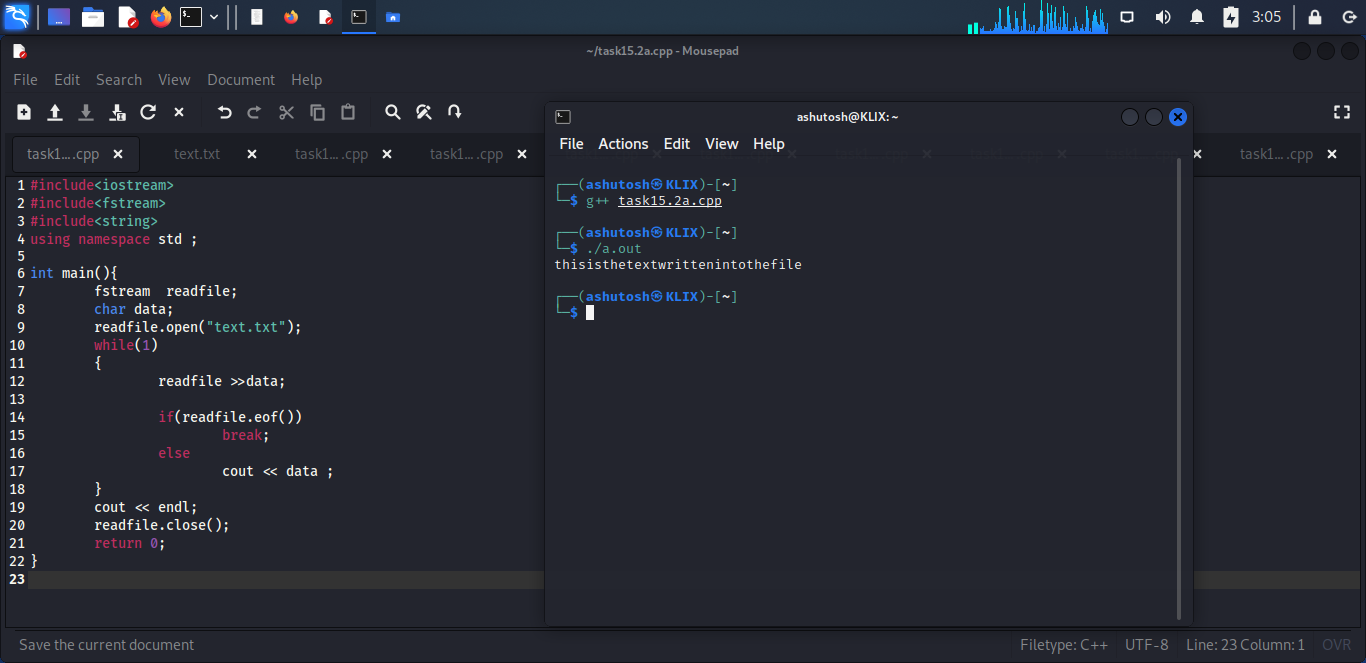 3:05
~/task15.2a.cpp - Mousepad
File Edit Search View Document Help
task1... .cpp
text.txt
task1... .cpp
task1... .cpp
task1... .cpp
1 #include<iostream>
2 #include<fstream>
3 #include<string>
4 using namespace std ;
5
6 int main(){
7 fstream  readfile;
8 char data;
9 readfile.open("text.txt");
10 while(1)
11 {
12 readfile >>data;
13
14 if(readfile.eof())
15 break;
16 else
17 cout << data ;
18 }
19 cout << endl;
20 readfile.close();
21 return 0;
22 }
23
ashutosh@KLIX: ~
File Actions Edit View Help
┌──(ashutosh㉿KLIX)-[~]
└─$ g++ task15.2a.cpp
┌──(ashutosh㉿KLIX)-[~]
└─$ ./a.out
thisisthetextwrittenintothefile
┌──(ashutosh㉿KLIX)-[~]
└─$
Save the current document
Filetype: C++ UTF-8 Line: 23 Column: 1 OVR